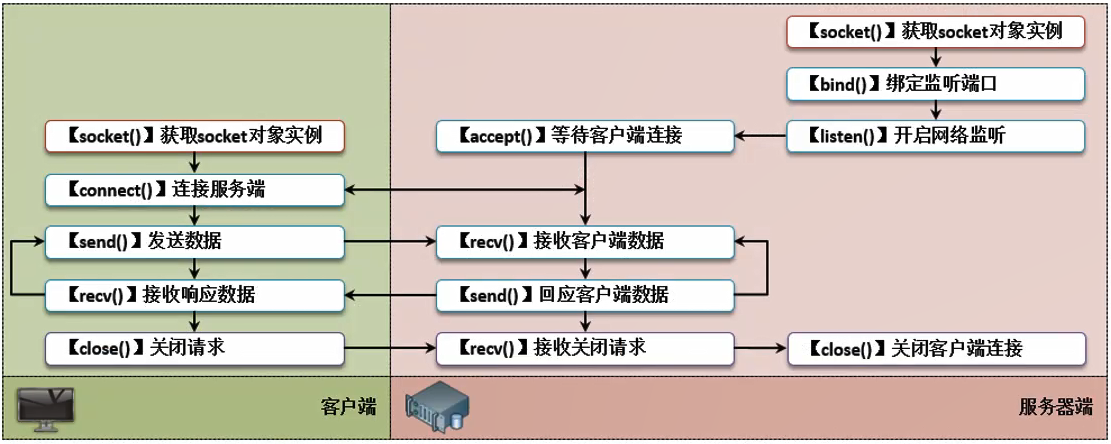 【socket()】获取socket对象实例
【bind()】绑定监听端口
【socket()】获取socket对象实例
【accept()】等待客户端连接
【listen()】开启网络监听
【connect()】连接服务端
【send()】发送数据
【recv()】接收客户端数据
【recv()】接收响应数据
【send()】回应客户端数据
【close()】关闭请求
【recv()】接收关闭请求
【close()】关闭客户端连接
客户端
服务器端